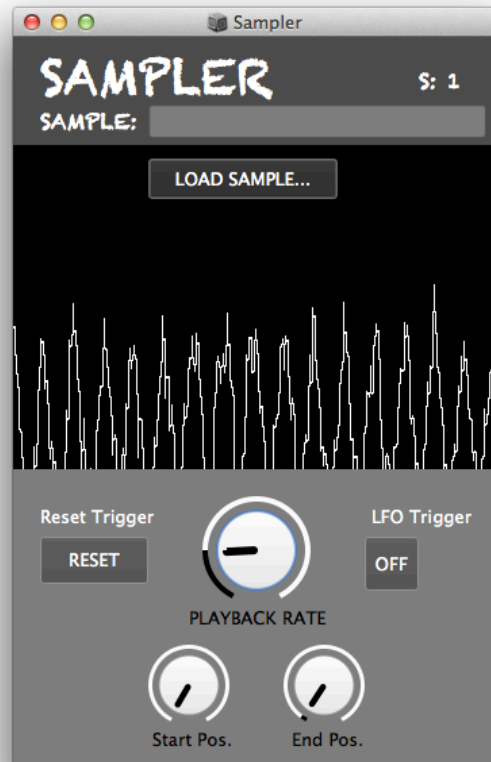 Sampler
SAMPLER
S: 1
SAMPLE:
LOAD SAMPLE...
Reset Trigger
LFO Trigger
RESET
OFF
PLAYBACK RATE
Start Pos.
End Pos.